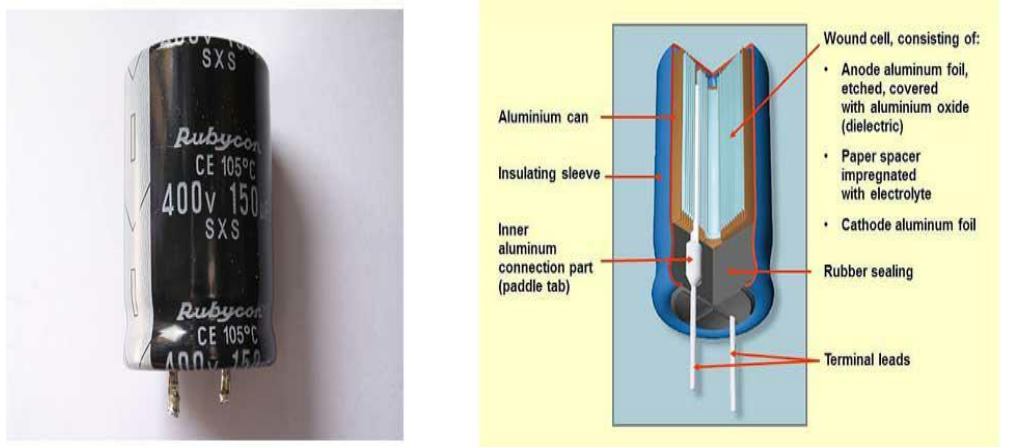 SXS
Rubycon
CE 105°C
400v 150
SXS
Rubycon
CE 105°C
Aluminium can
Insulating sleeve
Inner
aluminum
connection part
(paddle tab)
Wound cell, consisting of:
• Anode aluminum foil,
etched, covered
with aluminium oxide
(dielectric)
• Paper spacer
impregnated
with electrolyte
• Cathode aluminum foil
Rubber sealing
Terminal leads